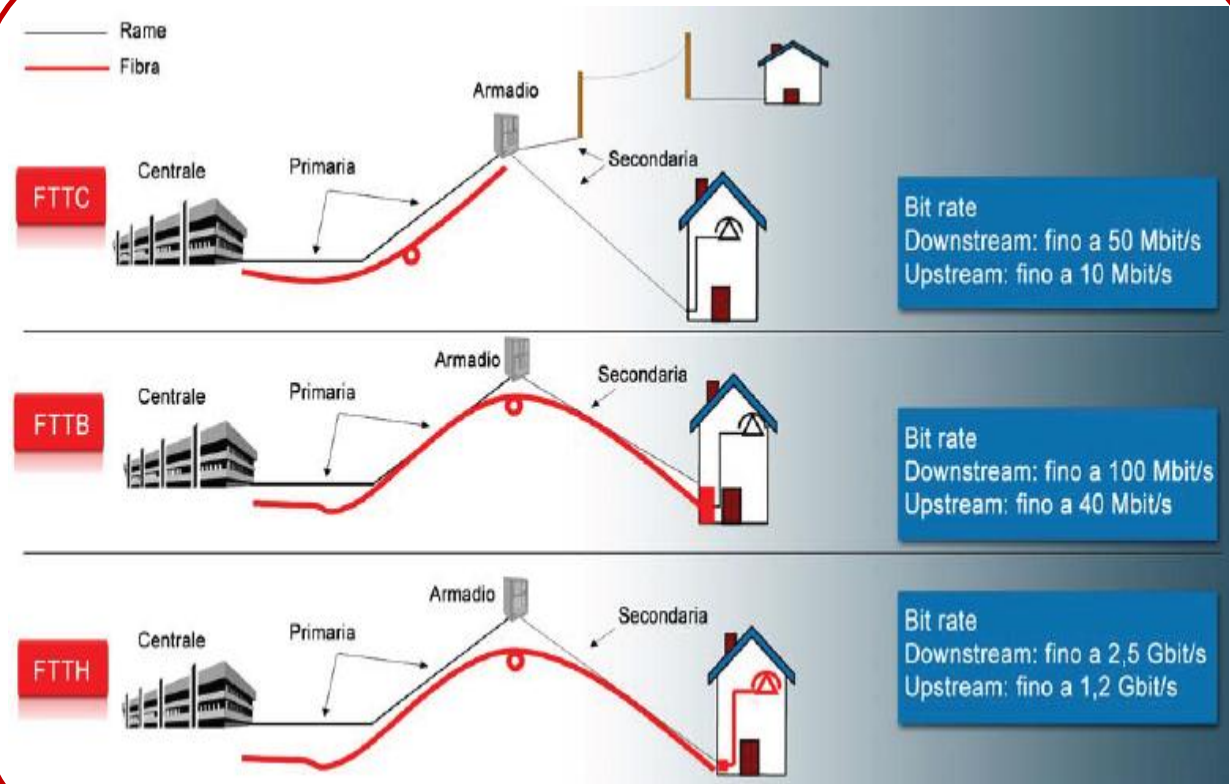 Rame
Fibra
FTTC
Centrale
Primaria
Armadio
Secondaria
Bit rate
Downstream: fino a 50 Mbit/s
Upstream: fino a 10 Mbit/s
FTTB
Centrale
Primaria
Armadio
Secondaria
Bit rate
Downstream: fino a 100 Mbit/s
Upstream: fino a 40 Mbit/s
FTTH
Centrale
Primaria
Armadio
Secondaria
Bit rate
Downstream: fino a 2,5 Gbit/s
Upstream: fino a 1,2 Gbit/s